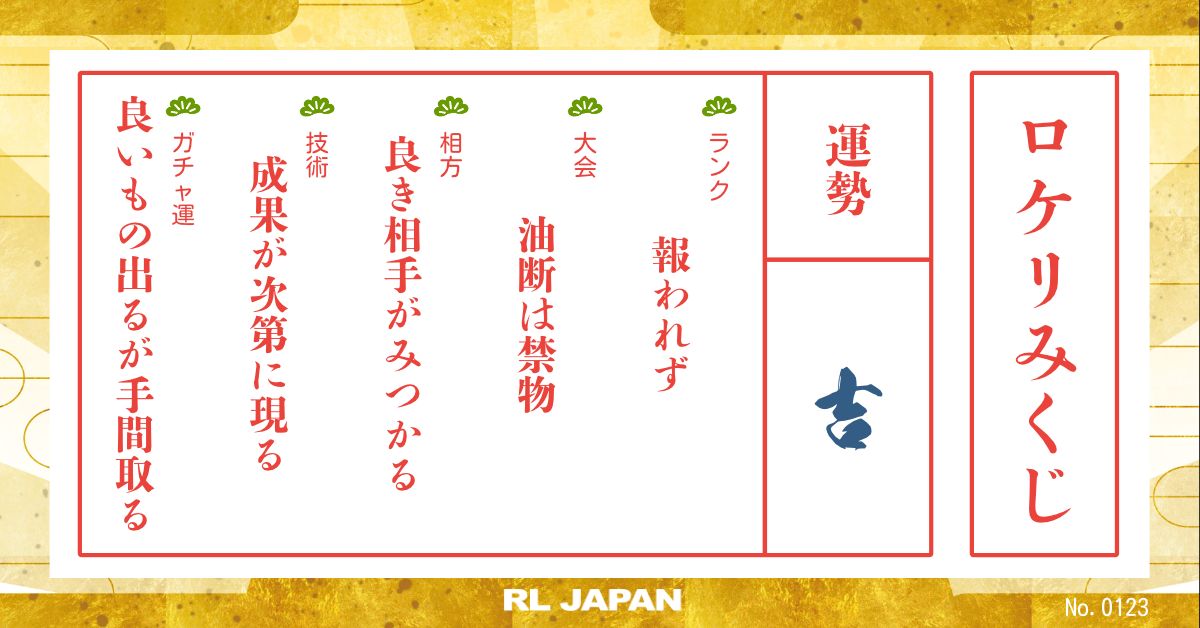 ロケリみくじ
運勢
吉
ランク
報われず
大会
油断は禁物
相方
良き相手がみつかる
技術
成果が次第に現る
ガチャ運
良いもの出るが手間取る
RL JAPAN
No.0123